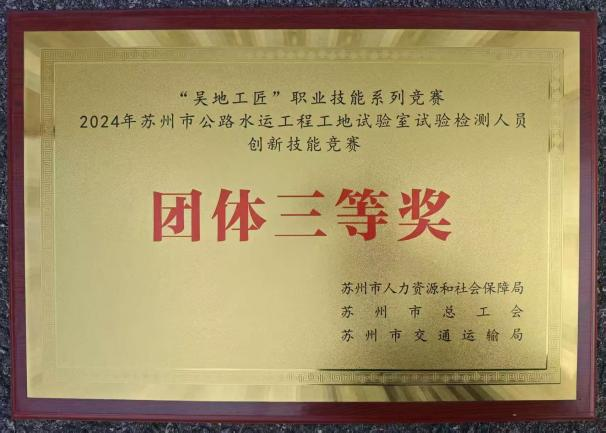 “吴地工匠”职业技能系列竞赛
2024年苏州市公路水运工程工地试验室试验检测人员
创新技能竞赛
团体三等奖
苏州市人力资源和社会保障局
苏州市总工会
苏州市交通运输局